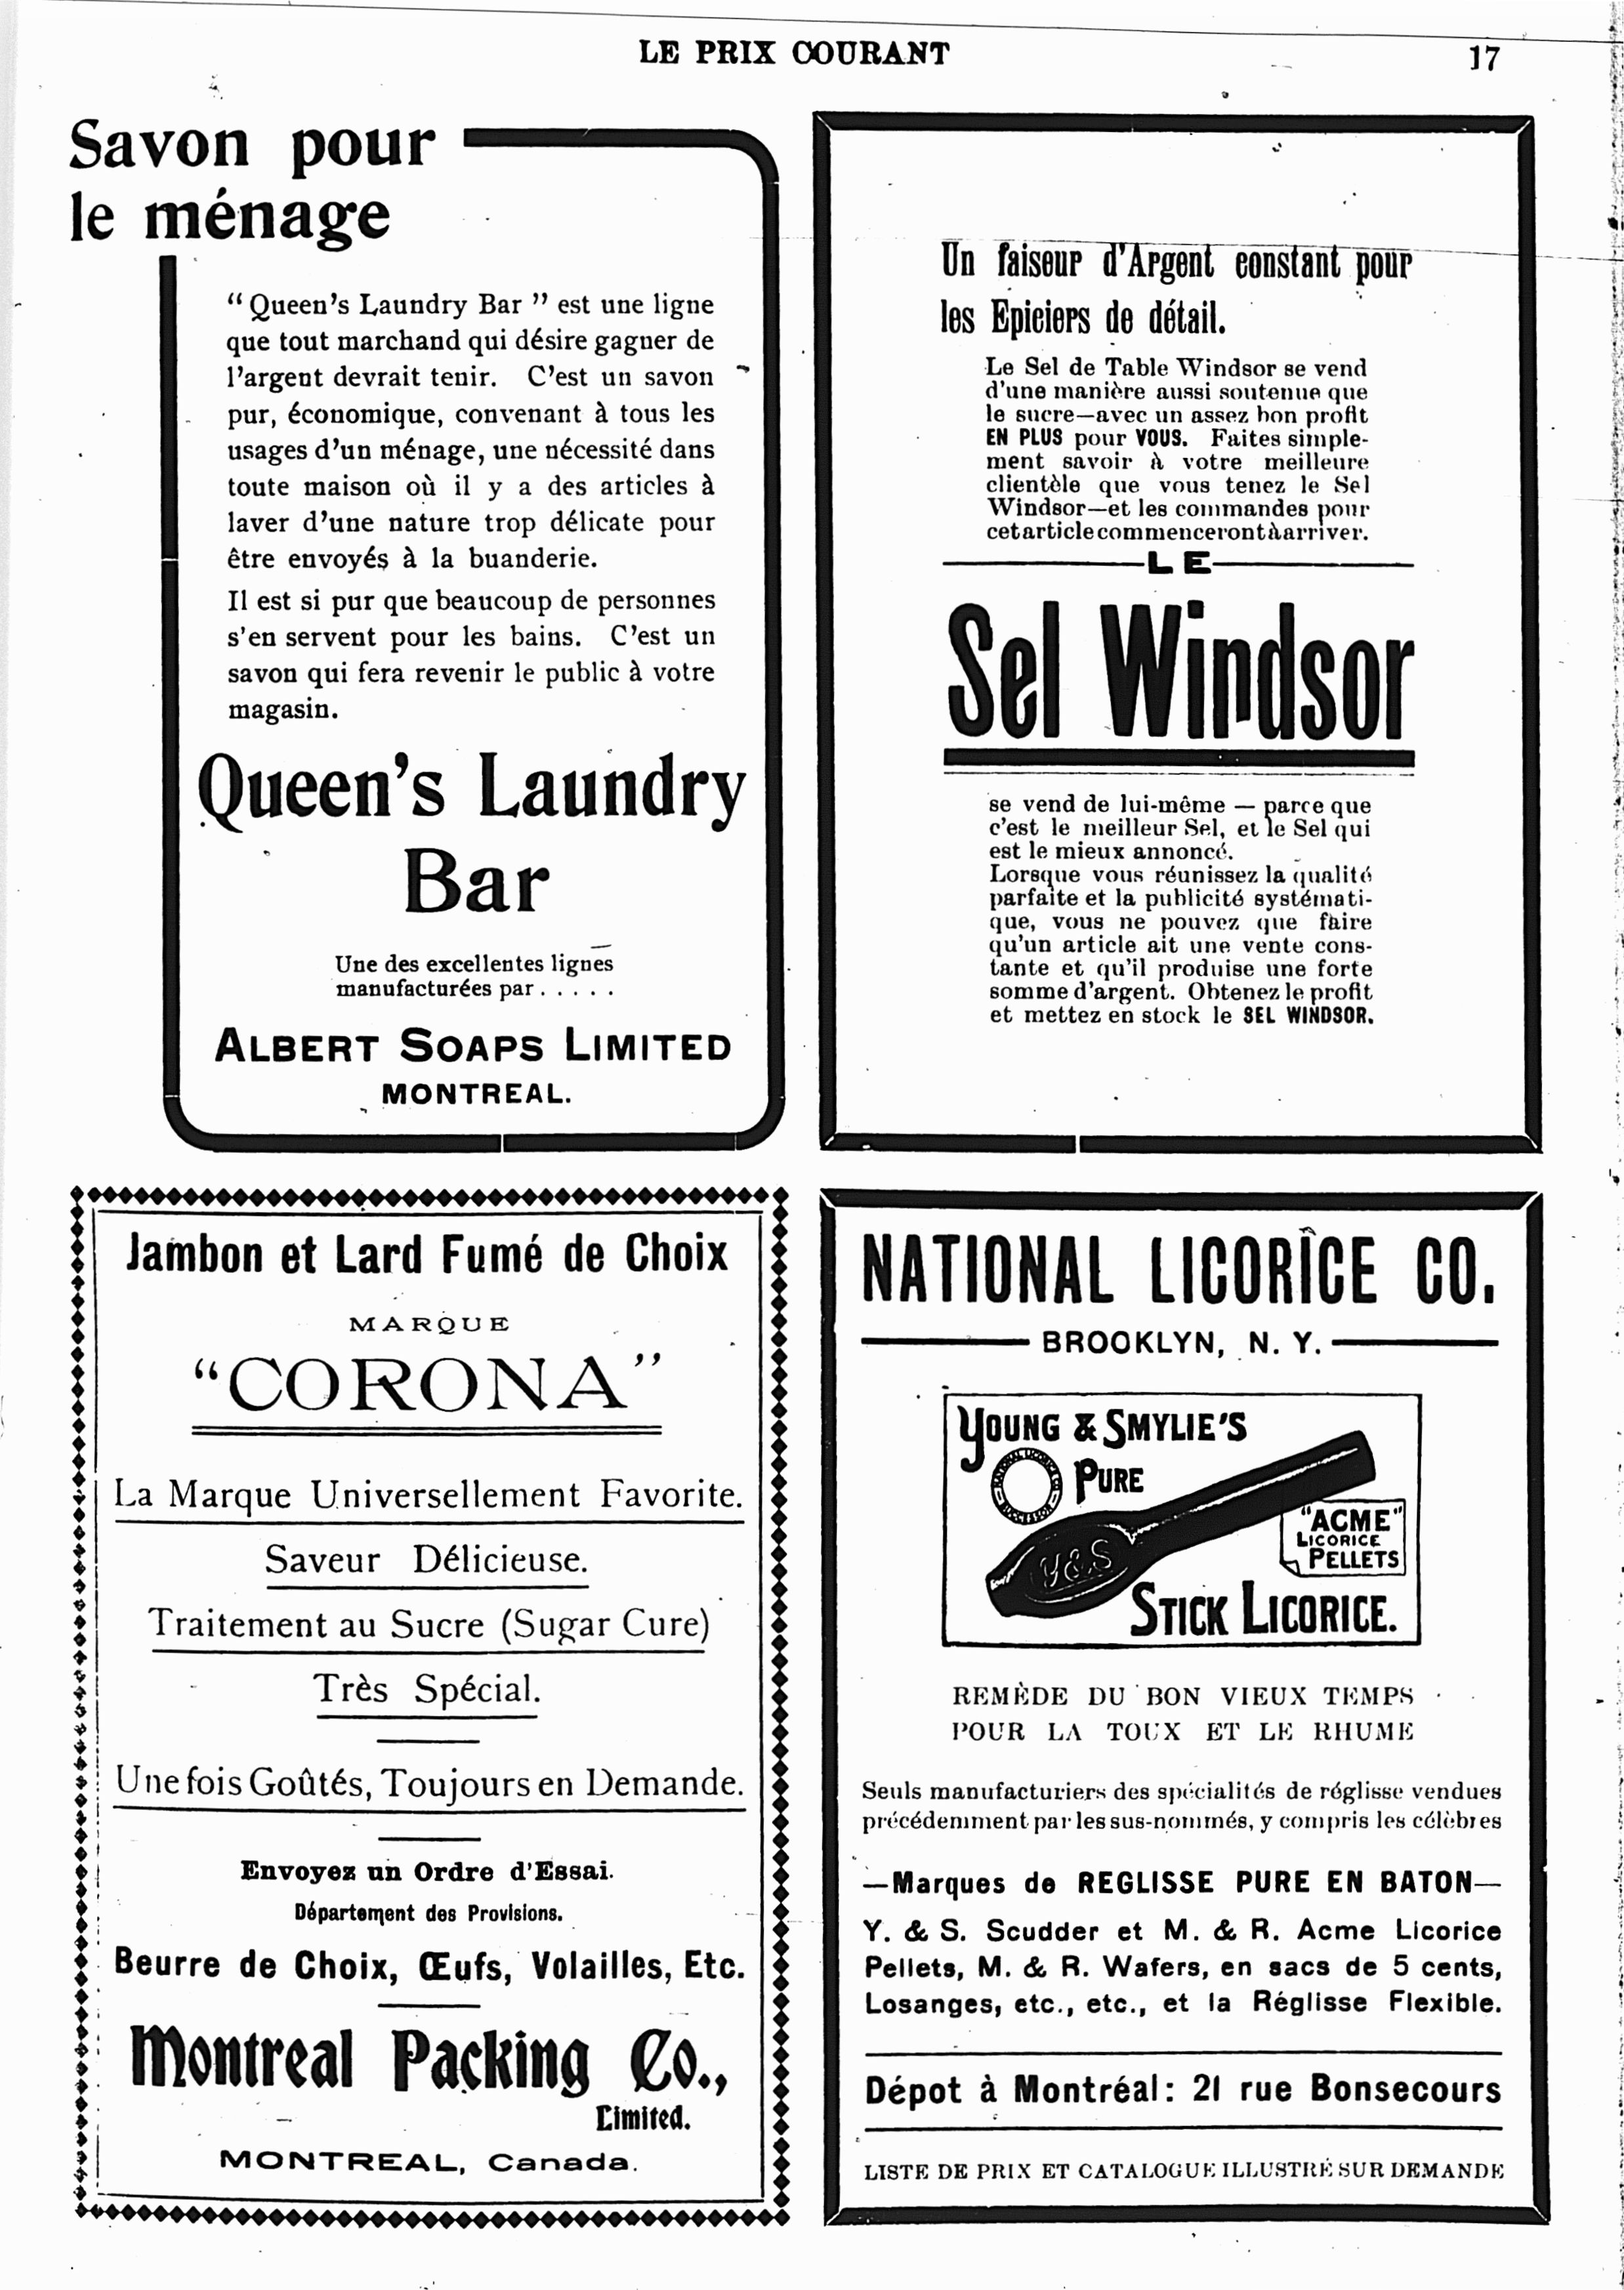 LE PRIX COURANT
17
Savon pour
le ménage
“Queen's Laundry Bar” est une ligne
que tout marchand qui désire gagner de
l'argent devrait tenir. C'est un savon
pur, économique, convenant à tous les
usages d'un ménage, une nécessité dans
toute maison où il y a des articles à
laver d'une nature trop délicate pour
être envoyés à la buanderie.
Il est si pur que beaucoup de personnes
s'en servent pour les bains. C'est un
savon qui fera revenir le public à votre
magasin.
Queen's Laundry
Bar
Une des excellentes lignes
manufacturées par.....
ALBERT SOAPS LIMITED
MONTREAL.
Un faiseur d'Argent constant pour
les Epiciers de détail.
Le Sel de Table Windsor se vend
d'une manière aussi soutenue que
le sucre—avec un assez bon profit
EN PLUS pour VOUS. Faites simple-
ment savoir à votre meilleure
clientèle que vous tenez le Sel
Windsor—et les commandes pour
cet article commenceront à arriver.
LE
Sel Windsor
se vend de lui-même — parce que
c'est le meilleur Sel, et le Sel qui
est le mieux annoncé.
Lorsque vous réunissez la qualité
parfaite et la publicité systémati-
que, vous ne pouvez que faire
qu'un article ait une vente cons-
tante et qu'il produise une forte
somme d'argent. Obtenez le profit
et mettez en stock le SEL WINDSOR.
Jambon et Lard Fumé de Choix
MARQUE
“CORONA”
La Marque Universellement Favorite.
Saveur Délicieuse.
Traitement au Sucre (Sugar Cure)
Très Spécial.
Une fois Goûtés, Toujours en Demande.
Envoyez un Ordre d'Essai.
Département des Provisions.
Beurre de Choix, Œufs, Volailles, Etc.
Montreal Packing Co.,
Limited.
MONTREAL, Canada.
NATIONAL LICORICE CO.
BROOKLYN, N. Y.
YOUNG & SMYLIE'S
PURE
NATIONAL LICORICE CO
SUCCESSOR
Y&S
"ACME"
LICORICE
PELLETS
STICK LICORICE.
REMÈDE DU BON VIEUX TEMPS
POUR LA TOUX ET LE RHUME
Seuls manufacturiers des spécialités de réglisse vendues
précédemment par les sus-nommés, y compris les célèbres
—Marques de REGLISSE PURE EN BATON—
Y. & S. Scudder et M. & R. Acme Licorice
Pellets, M. & R. Wafers, en sacs de 5 cents,
Losanges, etc., etc., et la Réglisse Flexible.
Dépot à Montréal: 21 rue Bonsecours
LISTE DE PRIX ET CATALOGUE ILLUSTRÉ SUR DEMANDE